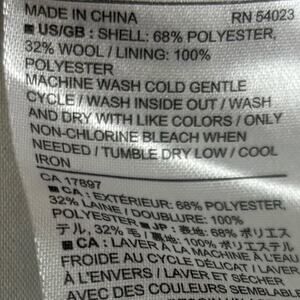 MADE IN CHINA RN 54023
■ US/GB : SHELL: 68% POLYESTER,
32% WOOL / LINING: 100%
POLYESTER
MACHINE WASH COLD GENTLE
CYCLE / WASH INSIDE OUT / WASH
AND DRY WITH LIKE COLORS / ONLY
NON-CHLORINE BLEACH WHEN
NEEDED / TUMBLE DRY LOW / COOL
IRON
CA 17897
■ CA : EXTÉRIEUR: 68% POLYESTER,
32% LAINE / DOUBLURE: 100%
POLYESTER ■ JP : 表地: 68% ポリエス
テル, 32% 毛 / 裏地: 100% ポリエステル
■ CA : LAVER À LA MACHINE À L'EAU
FROIDE AU CYCLE DÉLICAT / LAVER
À L'ENVERS / LAVER ET SÉCHER
AVEC DES COULEURS SEMBLABLE